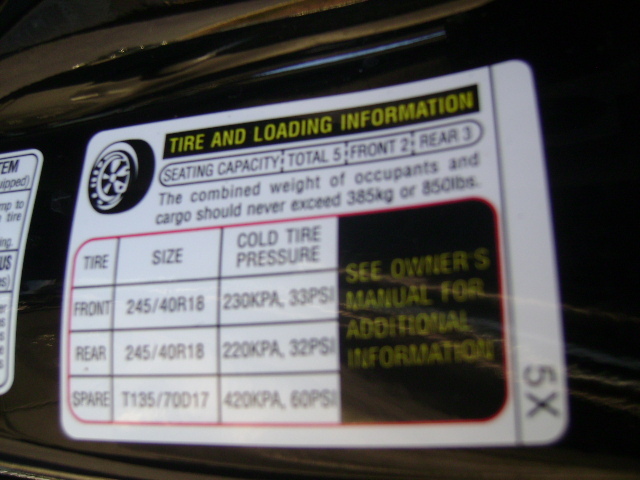 TIRE AND LOADING INFORMATION
SEATING CAPACITY TOTAL 5 FRONT 2 REAR 3
The combined weight of occupants and
cargo should never exceed 385kg or 850lbs.
TIRE SIZE COLD TIRE PRESSURE
FRONT 245/40R18 230KPA, 33PSI
REAR 245/40R18 220KPA, 32PSI
SPARE T135/70D17 420KPA, 60PSI
SEE OWNER'S
MANUAL FOR
ADDITIONAL
INFORMATION
5X